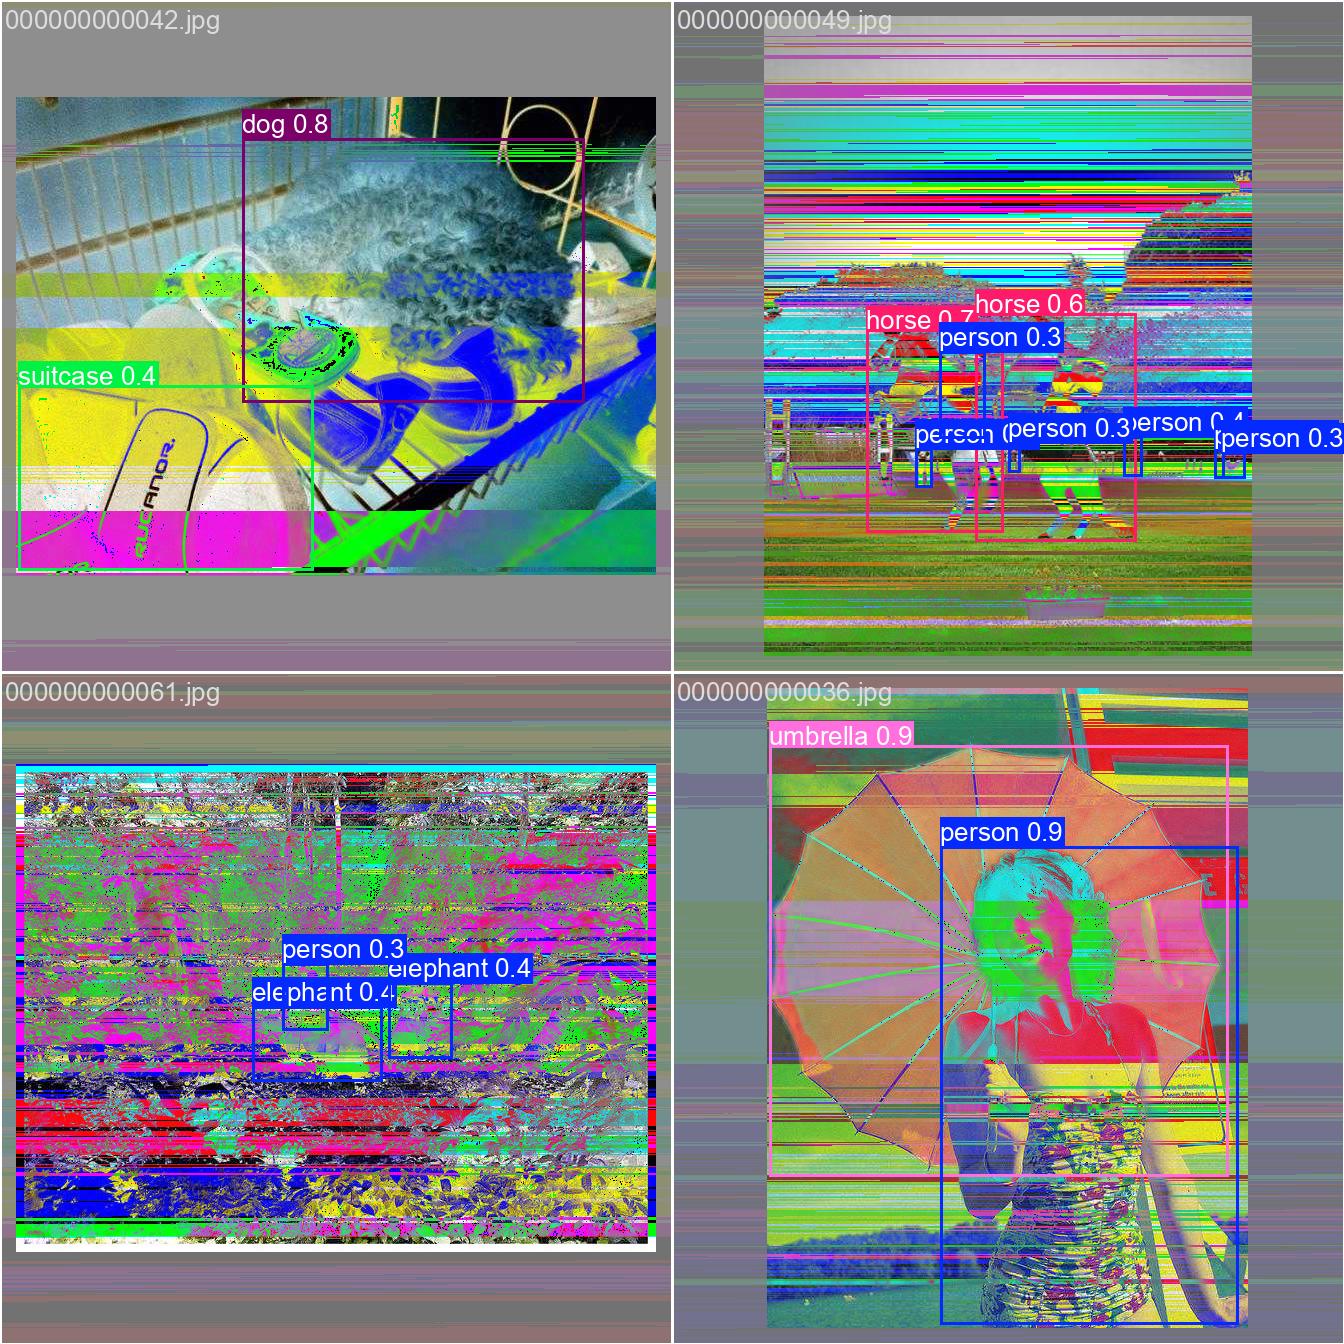 000000000042.jpg
dog 0.8
suitcase 0.4
ANOR.
000000000049.jpg
horse 0.7
horse 0.6
person 0.3
person
person 0.3
person 0.4
person 0.3
000000000061.jpg
person 0.3
elephant 0.4
elephant 0.4
000000000036.jpg
umbrella 0.9
person 0.9